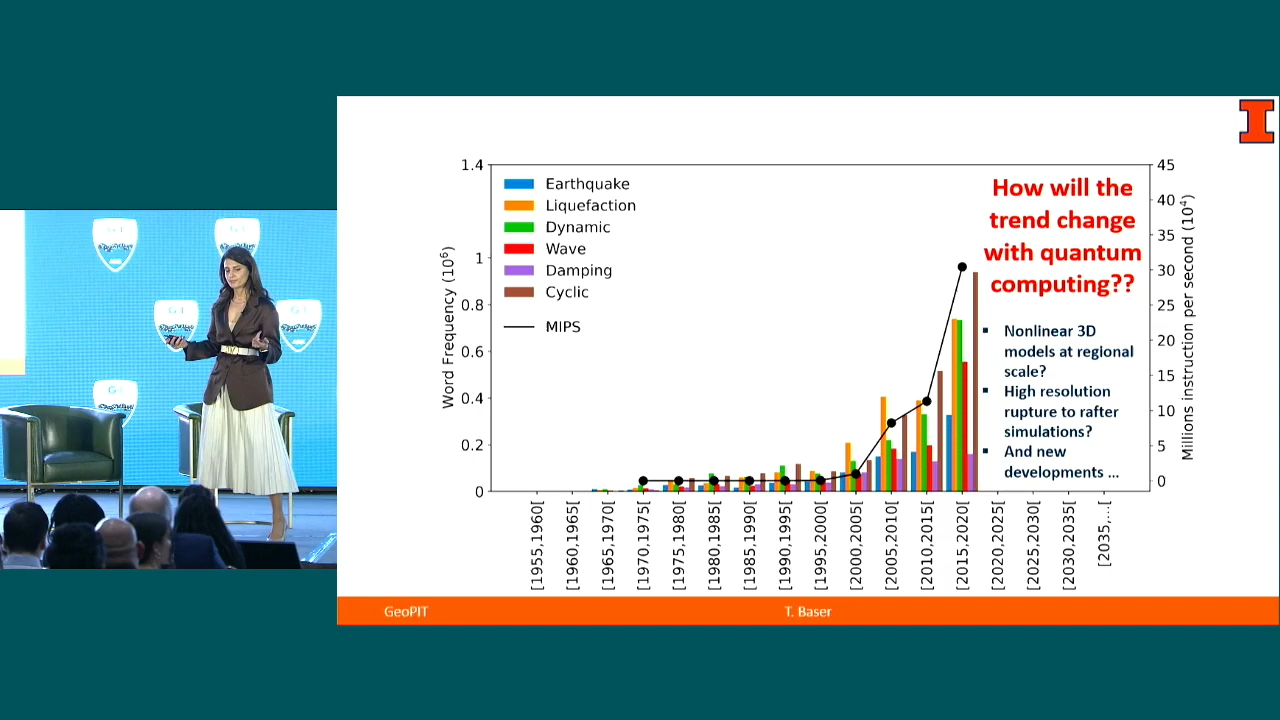 1.4
1
0.8
0.6
0.4
0.2
0
Word Frequency (10⁶)
Earthquake
Liquefaction
Dynamic
Wave
Damping
Cyclic
MIPS
45
40
35
30
25
20
15
10
5
0
Millions instruction per second (10⁴)
How will the
trend change
with quantum
computing??
▪ Nonlinear 3D
models at regional
scale?
▪ High resolution
rupture to rafter
simulations?
▪ And new
developments ...
[1955,1960[
[1960,1965[
[1965,1970[
[1970,1975[
[1975,1980[
[1980,1985[
[1985,1990[
[1990,1995[
[1995,2000[
[2000,2005[
[2005,2010[
[2010,2015[
[2015,2020[
[2020,2025[
[2025,2030[
[2030,2035[
[2035,...[
GeoPIT
T. Baser